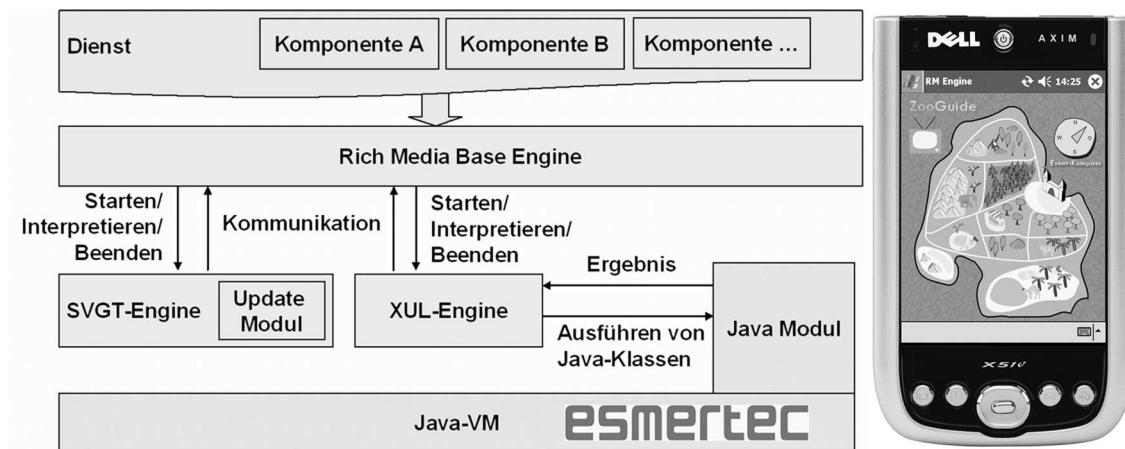 Dienst
Komponente A
Komponente B
Komponente ...
Rich Media Base Engine
Starten/
Interpretieren/
Beenden
Kommunikation
Starten/
Interpretieren/
Beenden
SVGT-Engine
Update
Modul
XUL-Engine
Ergebnis
Ausführen von
Java-Klassen
Java Modul
Java-VM
esmertec
DELL
AXIM
RM Engine
14:25
ZooGuide
N
W
O
S
Event-Kompass
X51v